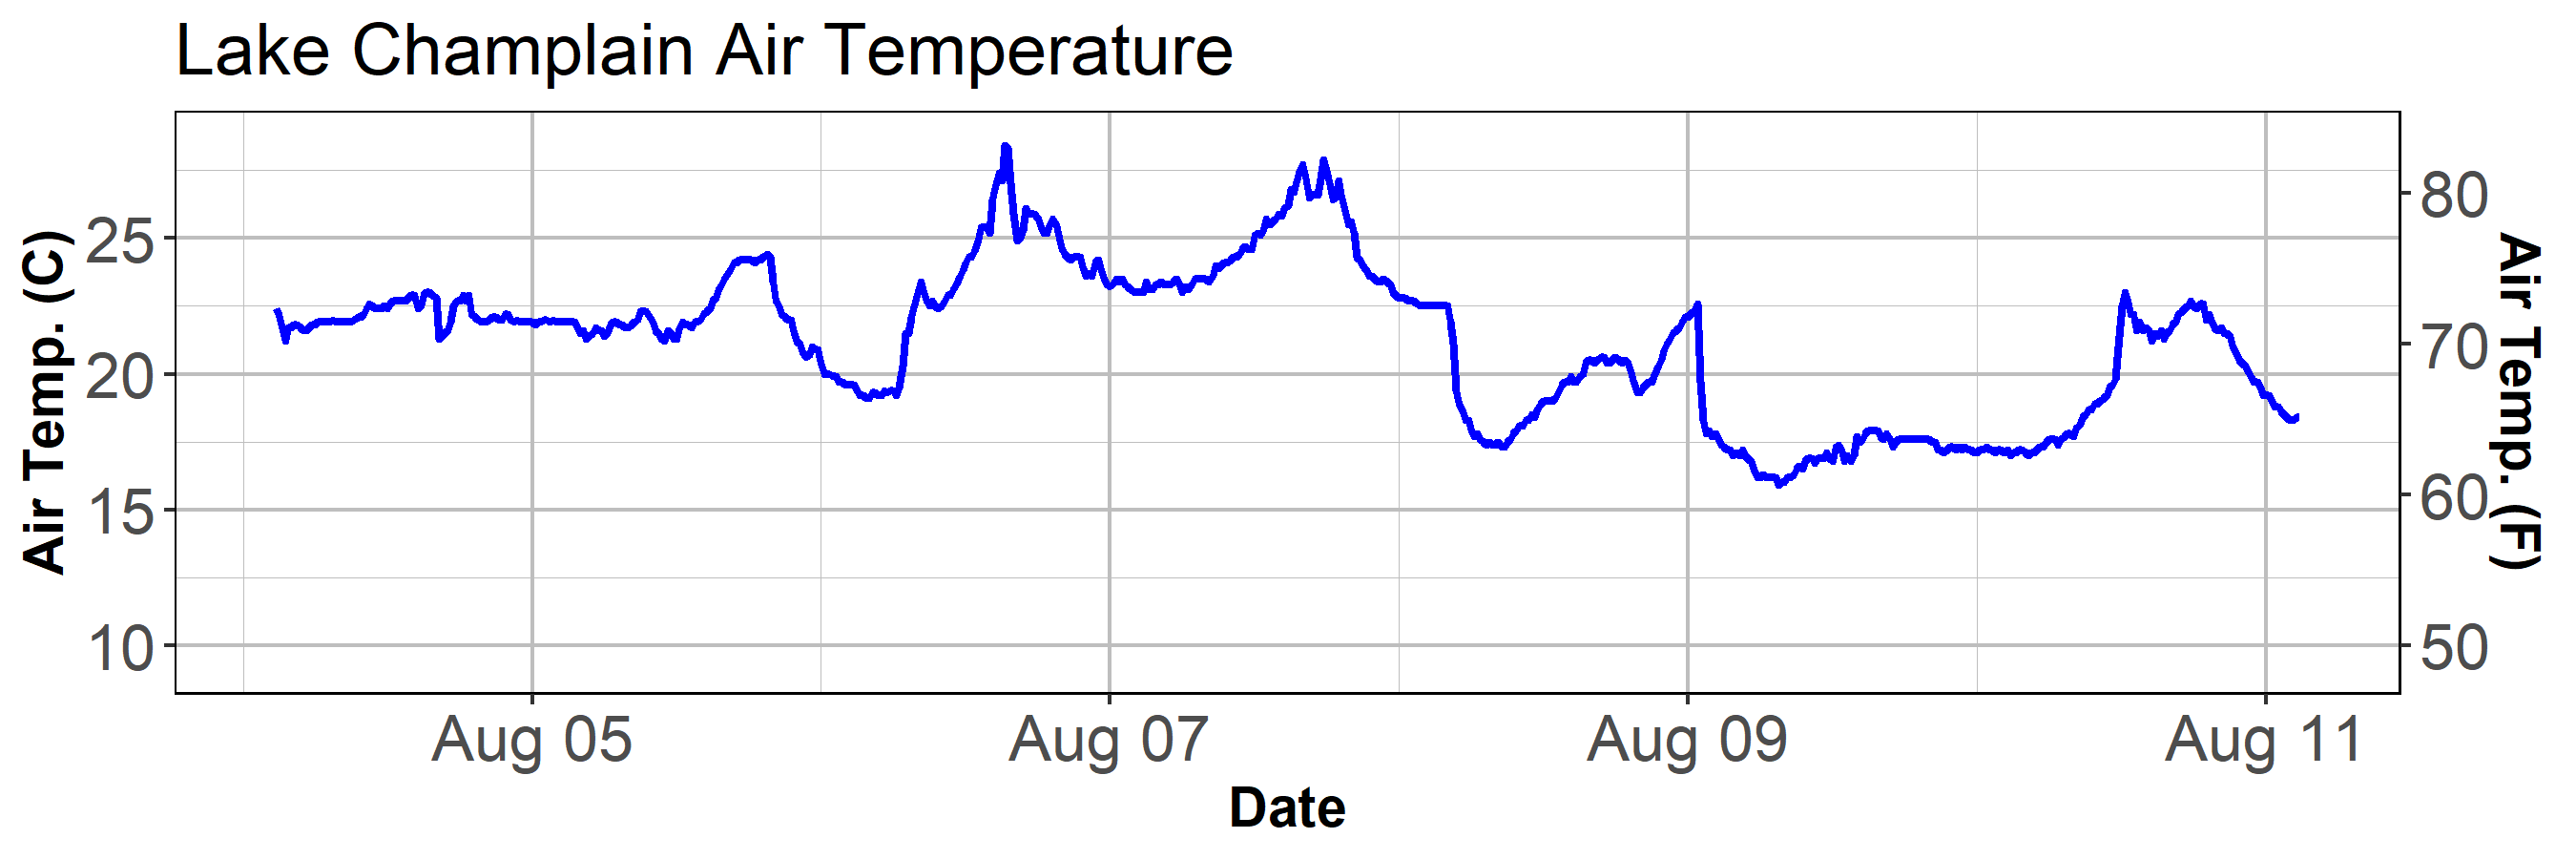 Lake Champlain Air Temperature
Air Temp. (C)
25
20
15
10
80
70
60
50
Air Temp. (F)
Aug 05 Aug 07 Aug 09 Aug 11
Date